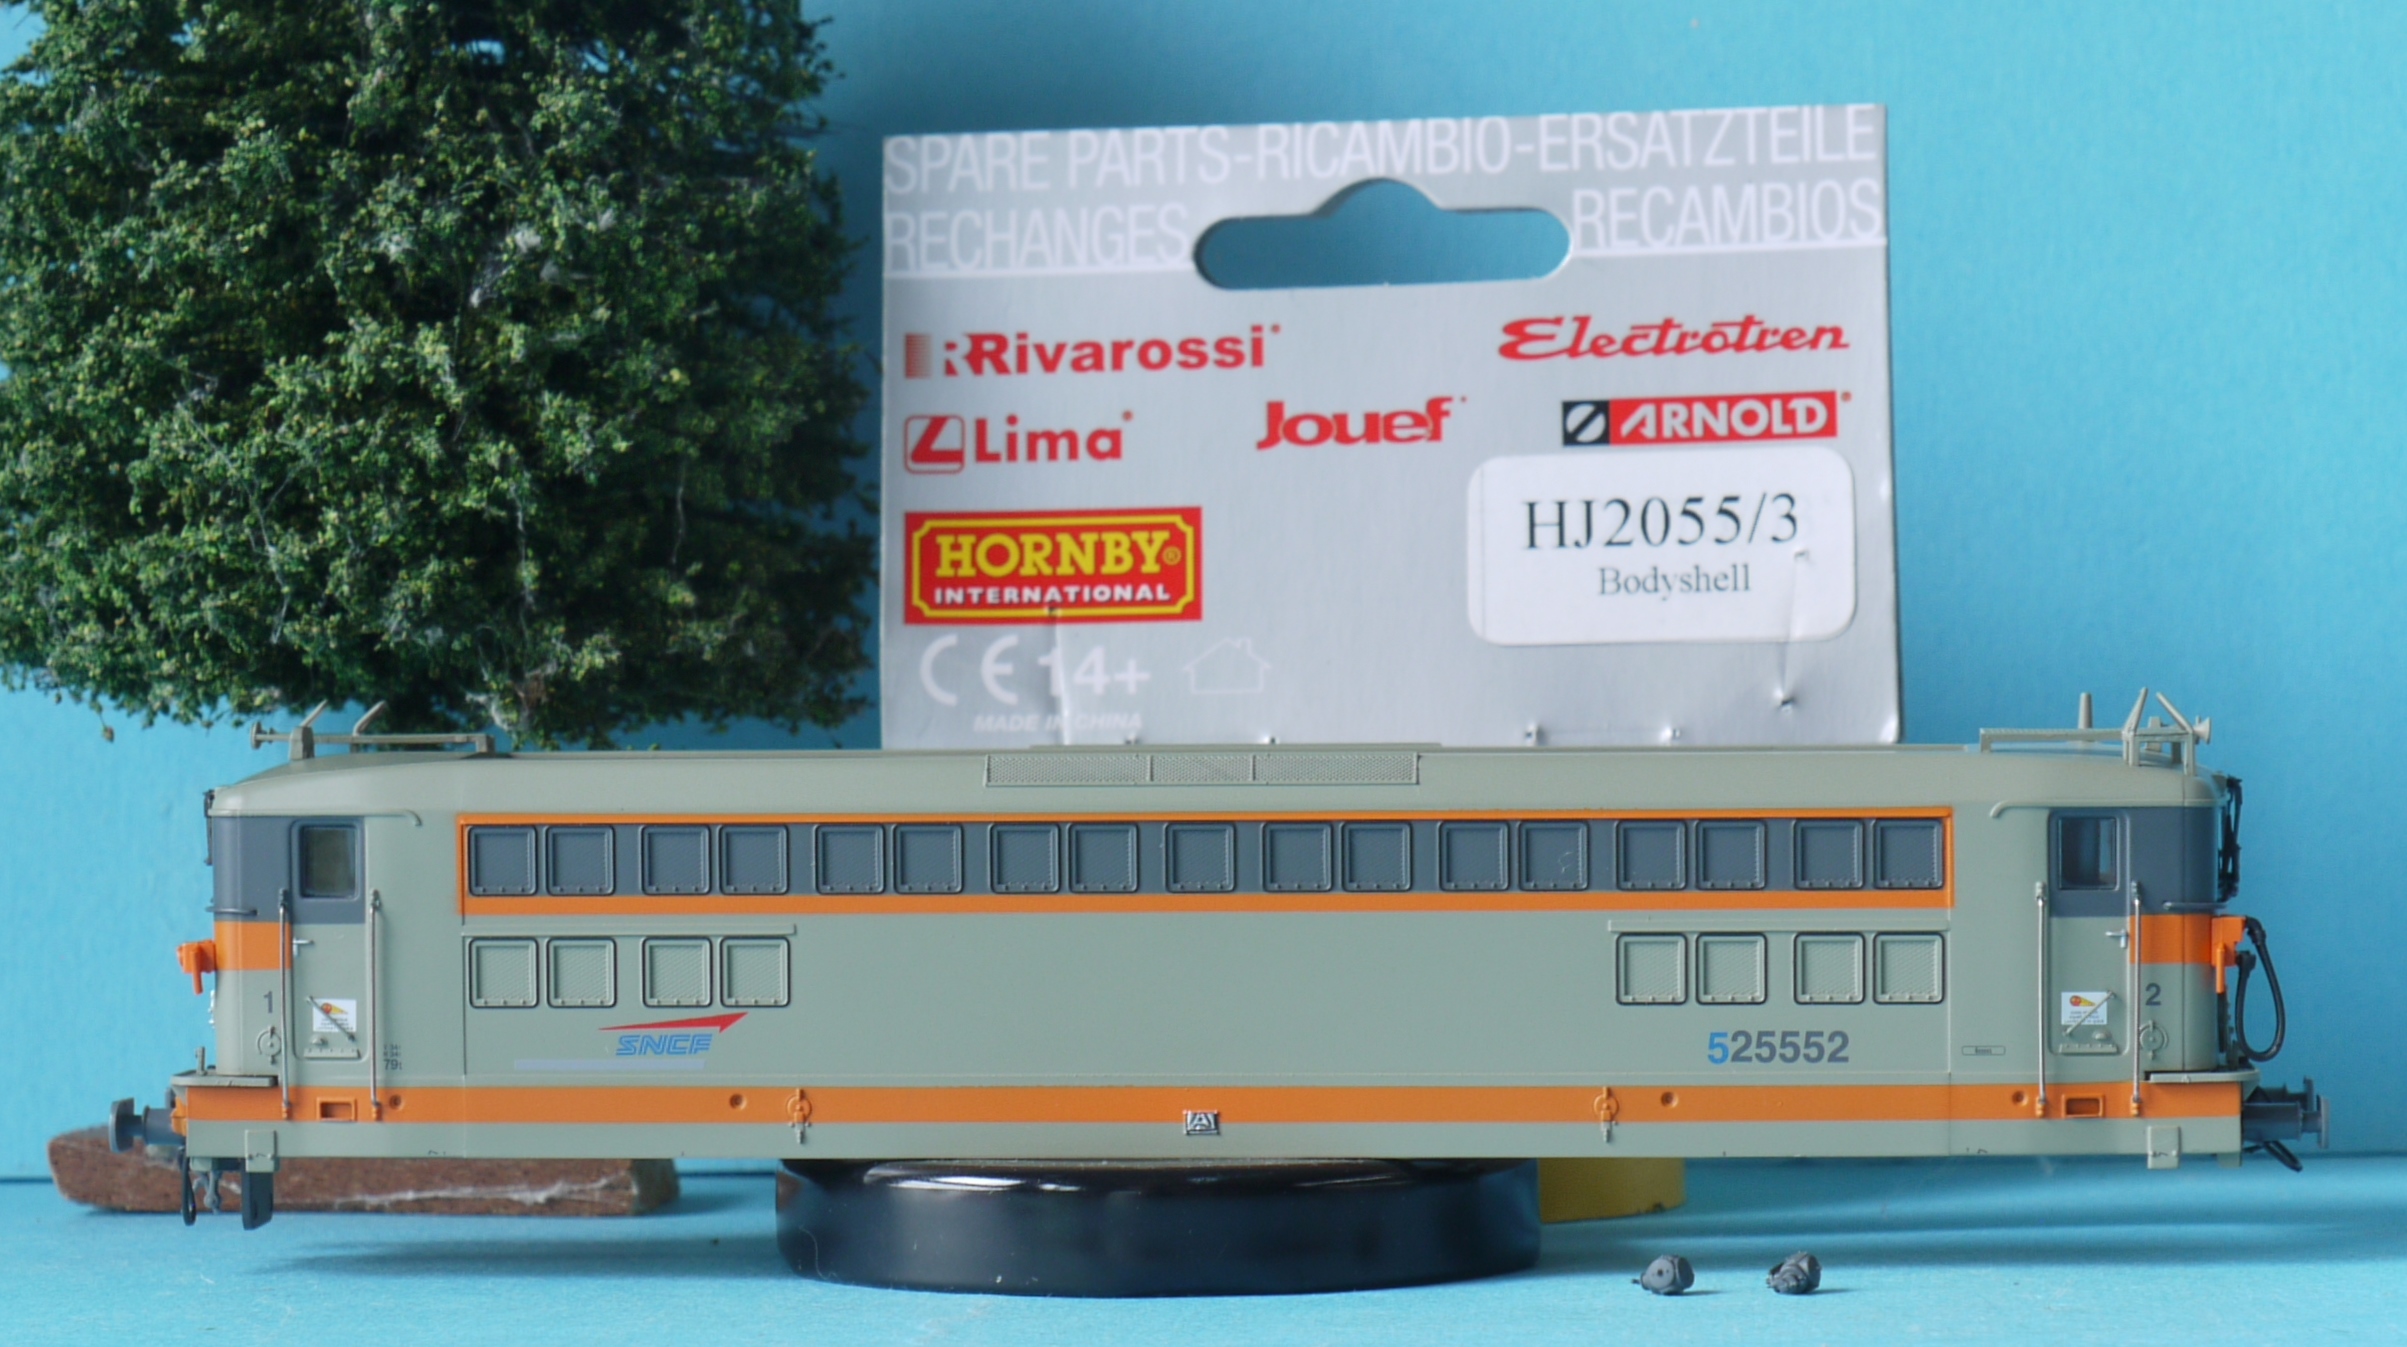 SPARE PARTS-RICAMBIO-ERSATZTEILE
RECHANGES RECAMBIOS
Rivarossi Electrotren
Lima Jouef ARNOLD
HORNBY®
INTERNATIONAL
HJ2055/3
Bodyshell
CE 14+
MADE IN CHINA
1
2
SNCF
525552
79t